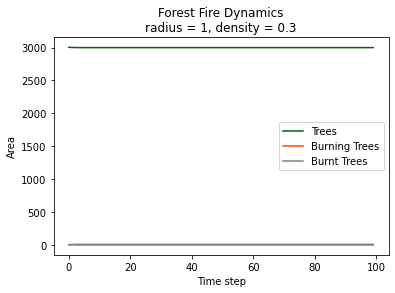 Forest Fire Dynamics
radius = 1, density = 0.3
3000
2500
2000
1500
1000
500
0
Area
Trees
Burning Trees
Burnt Trees
0 20 40 60 80 100
Time step